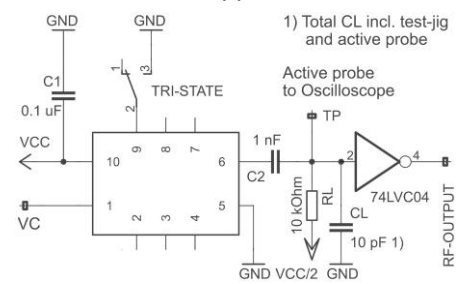 GND
GND
1) Total CL incl. test-jig
and active probe
C1
0.1 uF
1
3
2
TRI-STATE
Active probe
to Oscilloscope
TP
VCC
9
8
7
10
6
1 nF
C2
2
4
74LVC04
1
5
2
3
4
VC
10 kOhm
RL
CL
10 pF 1)
RF-OUTPUT
GND
VCC/2
GND